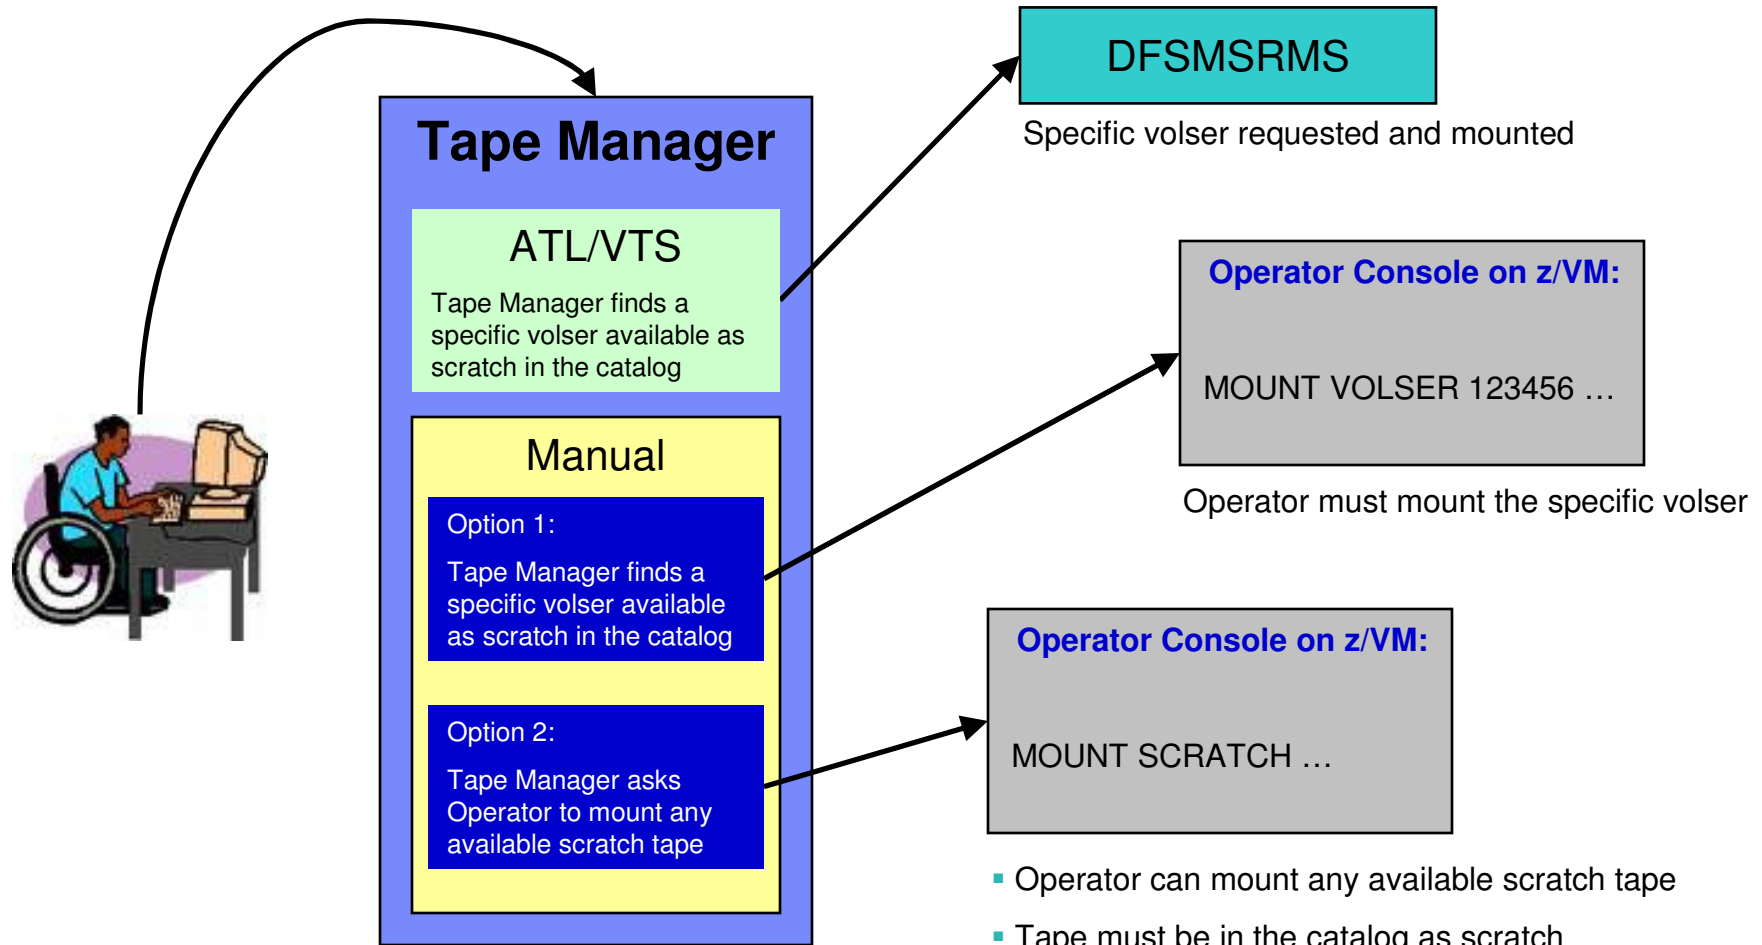 Tape Manager
ATL/VTS
Tape Manager finds a
specific volser available as
scratch in the catalog
Manual
Option 1:
Tape Manager finds a
specific volser available
as scratch in the catalog
Option 2:
Tape Manager asks
Operator to mount any
available scratch tape
DFSMSRMS
Specific volser requested and mounted
Operator Console on z/VM:
MOUNT VOLSER 123456 …
Operator must mount the specific volser
Operator Console on z/VM:
MOUNT SCRATCH …
▪ Operator can mount any available scratch tape
▪ Tape must be in the catalog as scratch